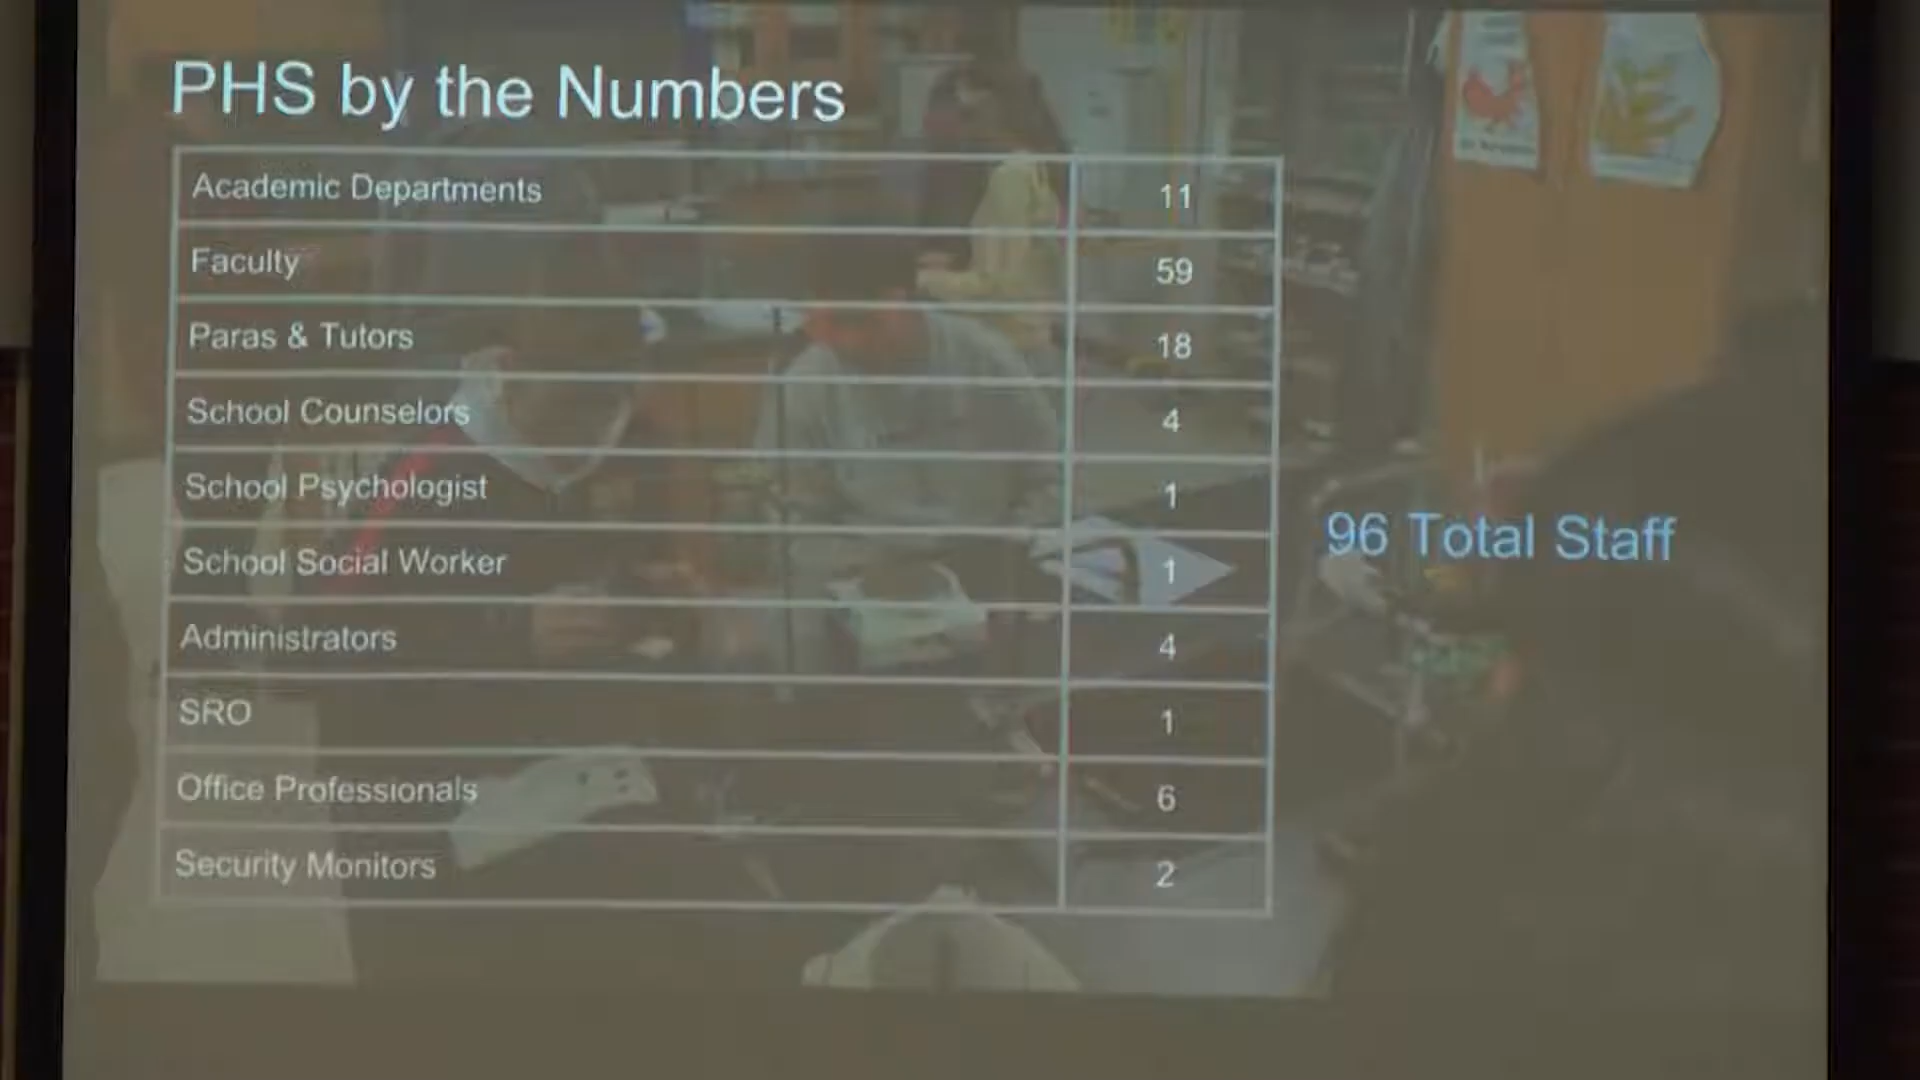 PHS by the Numbers
Academic Departments 11
Faculty 59
Paras & Tutors 18
School Counselors 4
School Psychologist 1
School Social Worker 1
96 Total Staff
Administrators 4
SRO 1
Office Professionals 6
Security Monitors 2